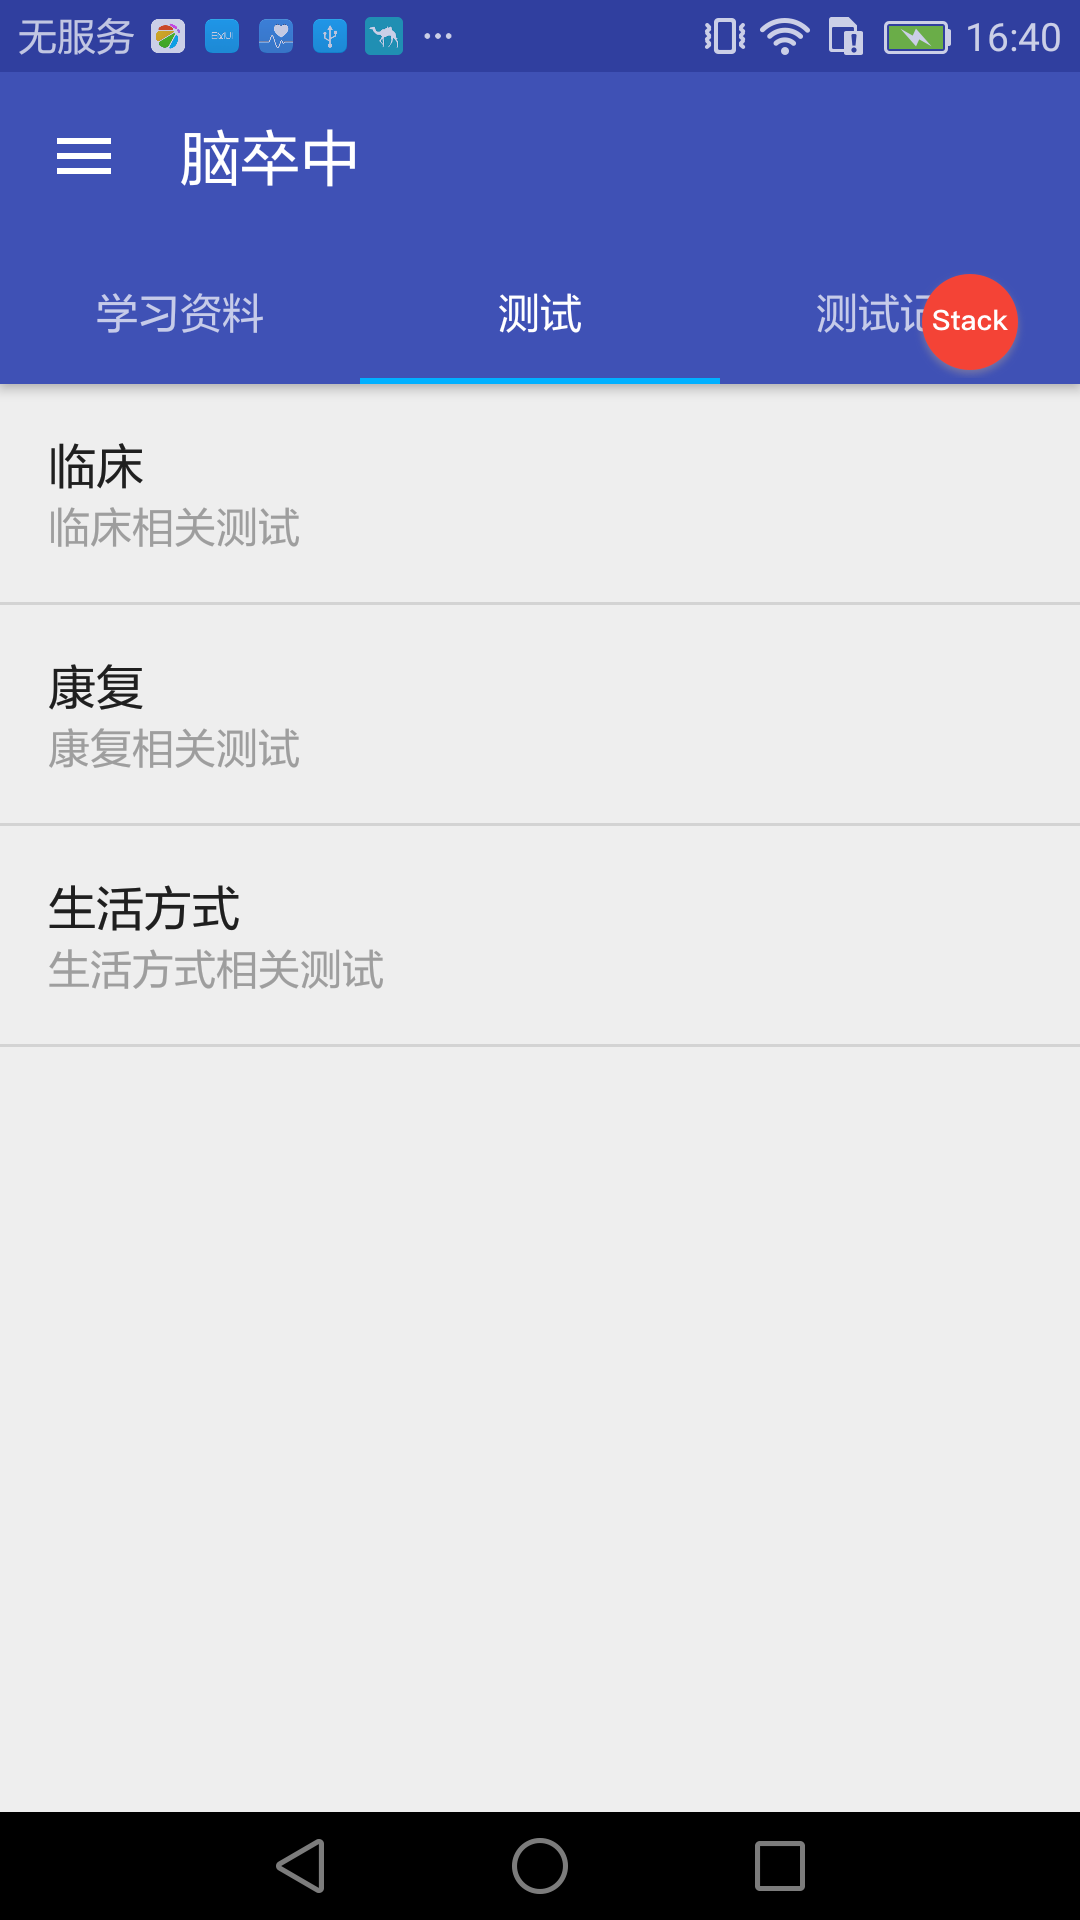 无服务 16:40
脑卒中
学习资料 测试 测试记 Stack
临床
临床相关测试
康复
康复相关测试
生活方式
生活方式相关测试